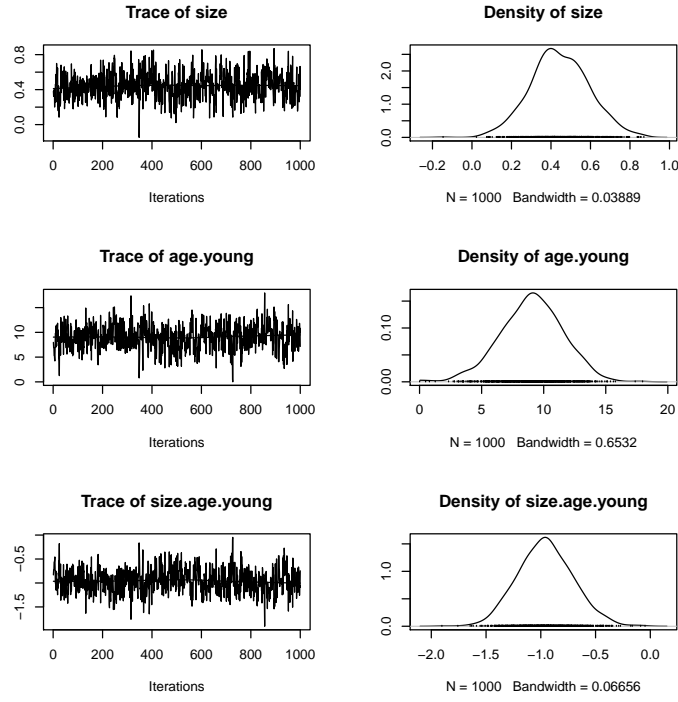 Trace of size
0.0 0.4 0.8
0 200 400 600 800 1000
Iterations
Density of size
0.0 1.0 2.0
−0.2 0.0 0.2 0.4 0.6 0.8 1.0
N = 1000 Bandwidth = 0.03889
Trace of age.young
0 5 10
0 200 400 600 800 1000
Iterations
Density of age.young
0.00 0.10
0 5 10 15 20
N = 1000 Bandwidth = 0.6532
Trace of size.age.young
−1.5 −0.5
0 200 400 600 800 1000
Iterations
Density of size.age.young
0.0 1.0
−2.0 −1.5 −1.0 −0.5 0.0
N = 1000 Bandwidth = 0.06656